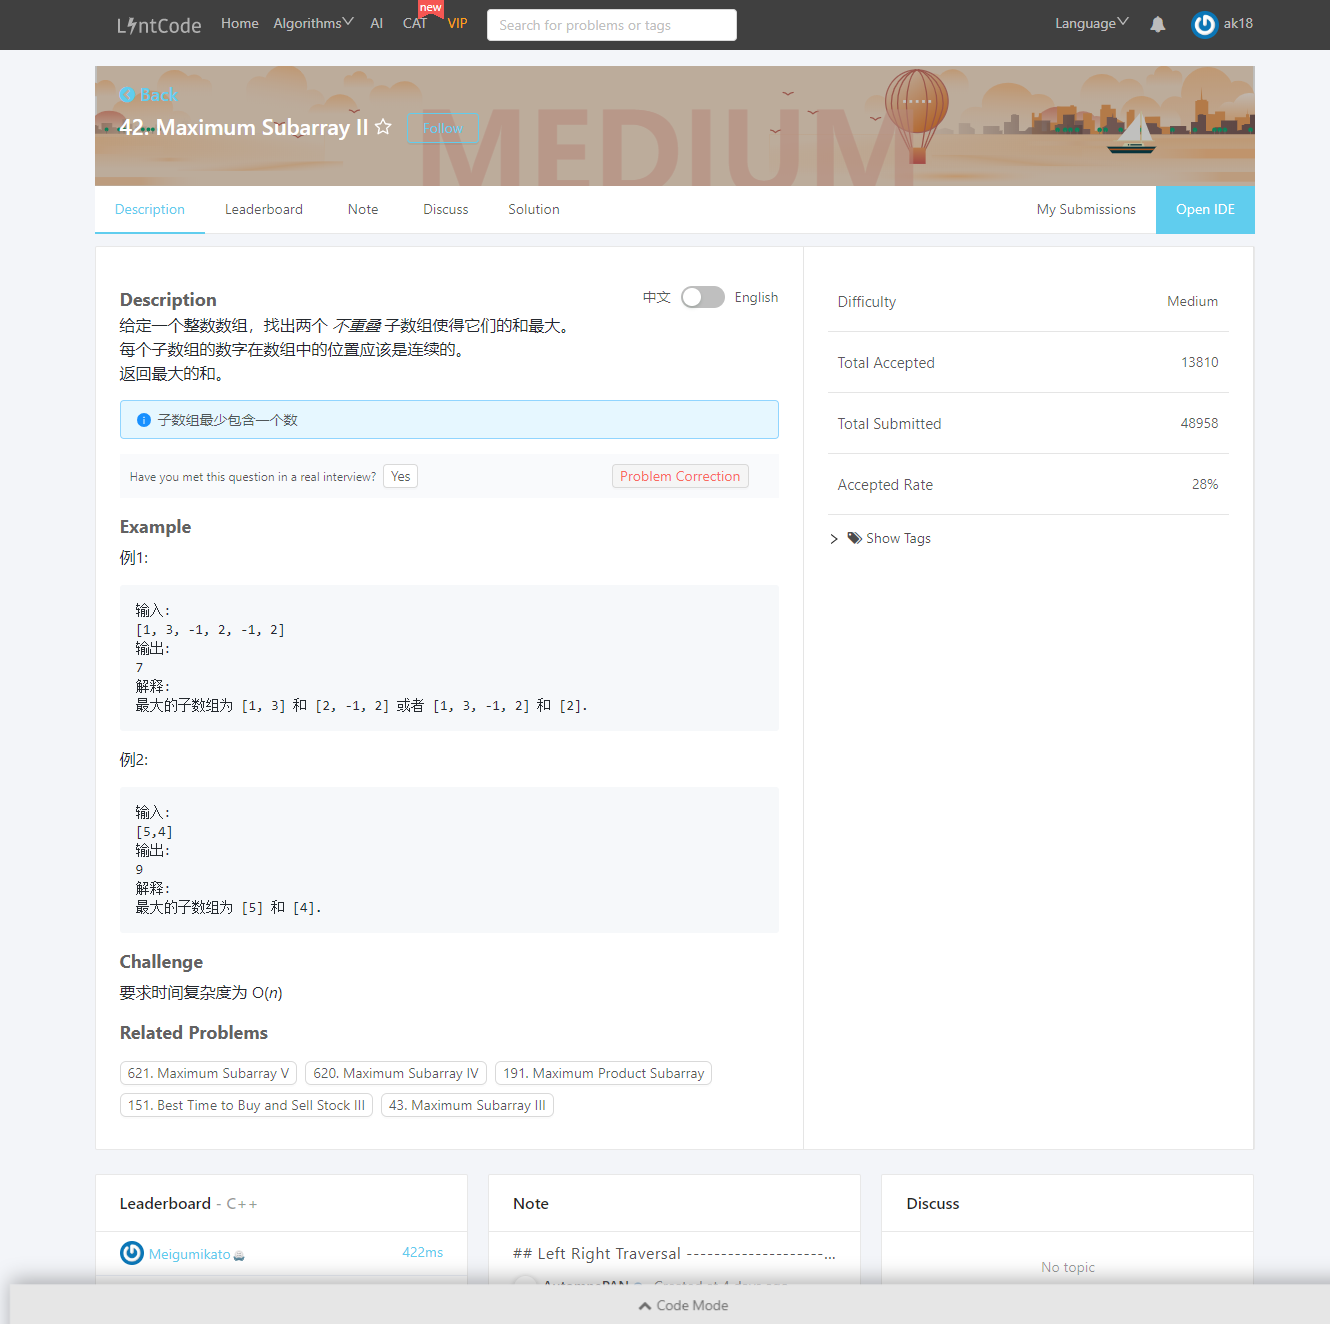 LintCode Home Algorithms AI CAT new VIP Search for problems or tags Language ak18
Back
42. Maximum Subarray II Follow
MEDIUM
Description Leaderboard Note Discuss Solution My Submissions Open IDE
Description 中文 English
给定一个整数数组，找出两个 不重叠 子数组使得它们的和最大。
每个子数组的数字在数组中的位置应该是连续的。
返回最大的和。
子数组最少包含一个数
Have you met this question in a real interview? Yes Problem Correction
Example
例1:
输入:
[1, 3, -1, 2, -1, 2]
输出:
7
解释:
最大的子数组为 [1, 3] 和 [2, -1, 2] 或者 [1, 3, -1, 2] 和 [2].
例2:
输入:
[5,4]
输出:
9
解释:
最大的子数组为 [5] 和 [4].
Challenge
要求时间复杂度为 O(n)
Related Problems
621. Maximum Subarray V 620. Maximum Subarray IV 191. Maximum Product Subarray
151. Best Time to Buy and Sell Stock III 43. Maximum Subarray III
Difficulty Medium
Total Accepted 13810
Total Submitted 48958
Accepted Rate 28%
Show Tags
Leaderboard - C++
Meigumikato 422ms
Note
## Left Right Traversal --------------------...
Created at 4 days ago
Discuss
No topic
Code Mode